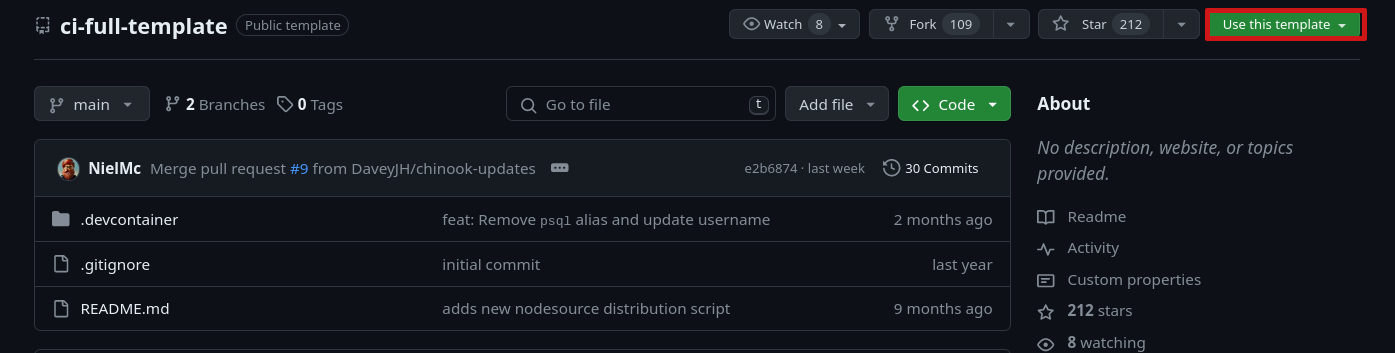 ci-full-template Public template Watch 8 Fork 109 Star 212 Use this template
main 2 Branches 0 Tags Go to file t Add file Code About
No description, website, or topics
provided.
NielMc Merge pull request #9 from DaveyJH/chinook-updates e2b6874 · last week 30 Commits
.devcontainer feat: Remove psql alias and update username 2 months ago
.gitignore initial commit last year
README.md adds new nodesource distribution script 9 months ago
Readme
Activity
Custom properties
212 stars
8 watching